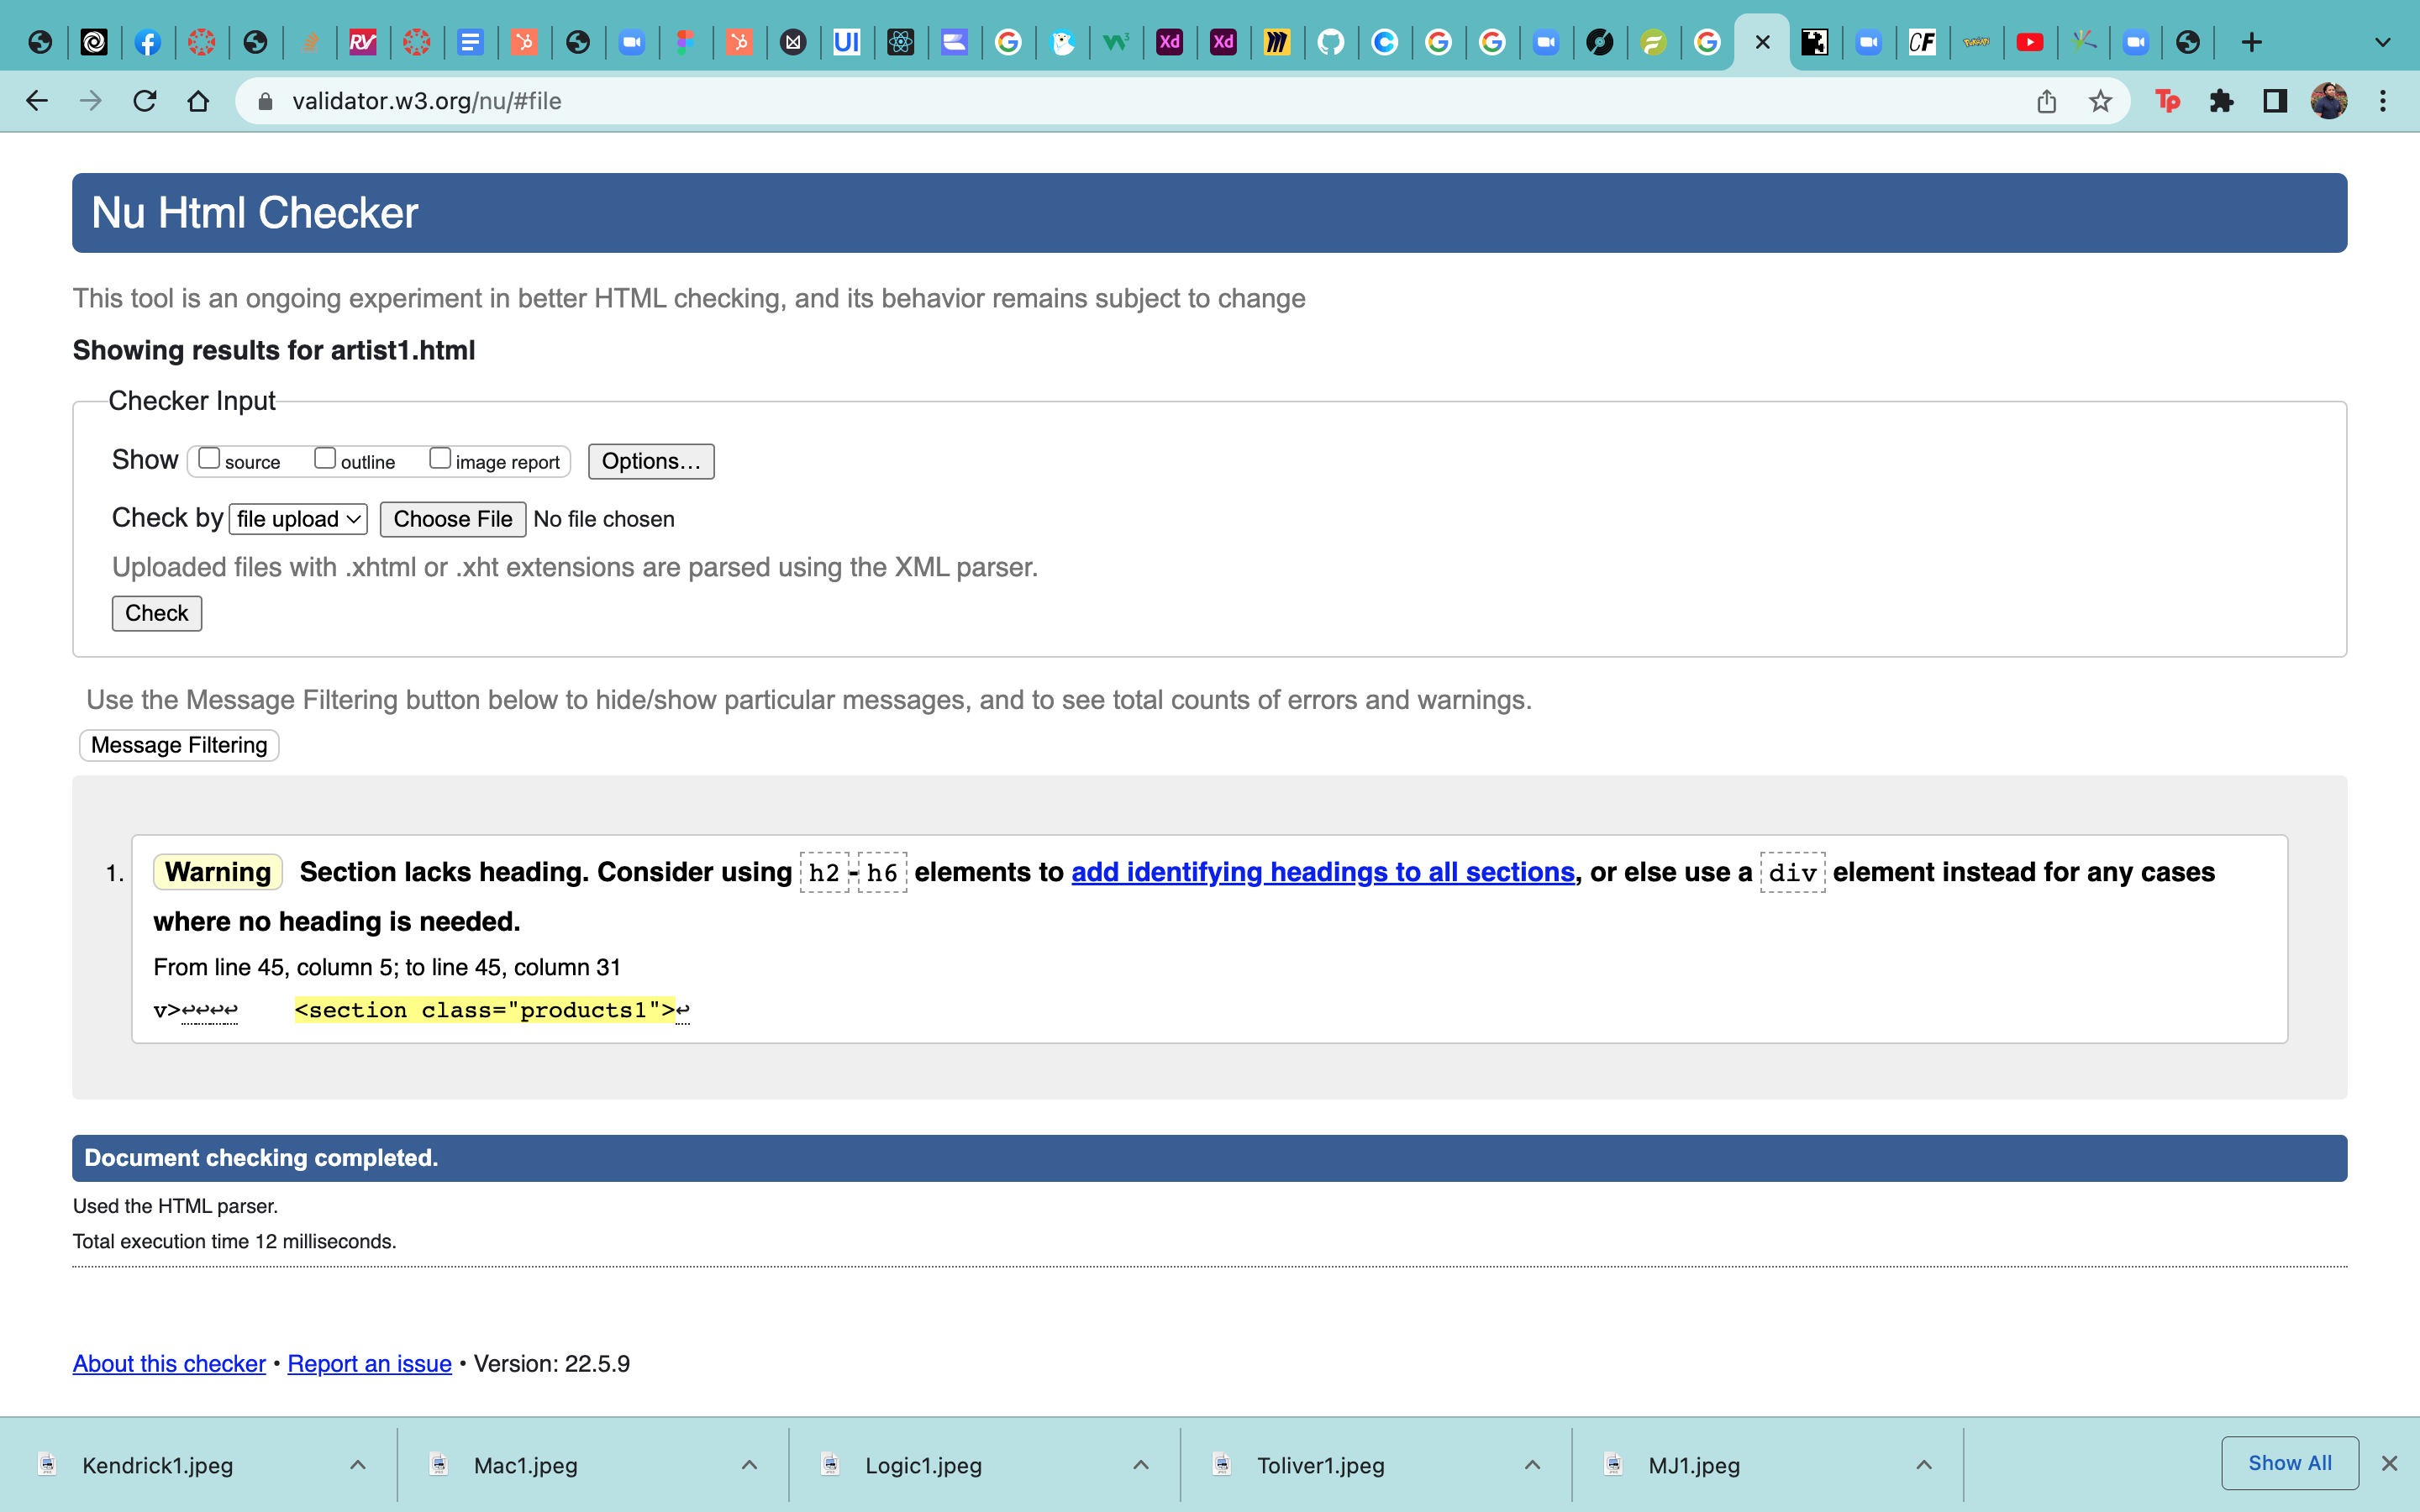 RV
UI
W3
Xd
Xd
CF
validator.w3.org/nu/#file
Tp
Nu Html Checker
This tool is an ongoing experiment in better HTML checking, and its behavior remains subject to change
Showing results for artist1.html
Checker Input
Show source outline image report Options...
Check by file upload Choose File No file chosen
Uploaded files with .xhtml or .xht extensions are parsed using the XML parser.
Check
Use the Message Filtering button below to hide/show particular messages, and to see total counts of errors and warnings.
Message Filtering
1. Warning Section lacks heading. Consider using h2-h6 elements to add identifying headings to all sections, or else use a div element instead for any cases
where no heading is needed.
From line 45, column 5; to line 45, column 31
v>↩↩↩↩    <section class="products1">↩
Document checking completed.
Used the HTML parser.
Total execution time 12 milliseconds.
About this checker • Report an issue • Version: 22.5.9
Kendrick1.jpeg Mac1.jpeg Logic1.jpeg Toliver1.jpeg MJ1.jpeg Show All